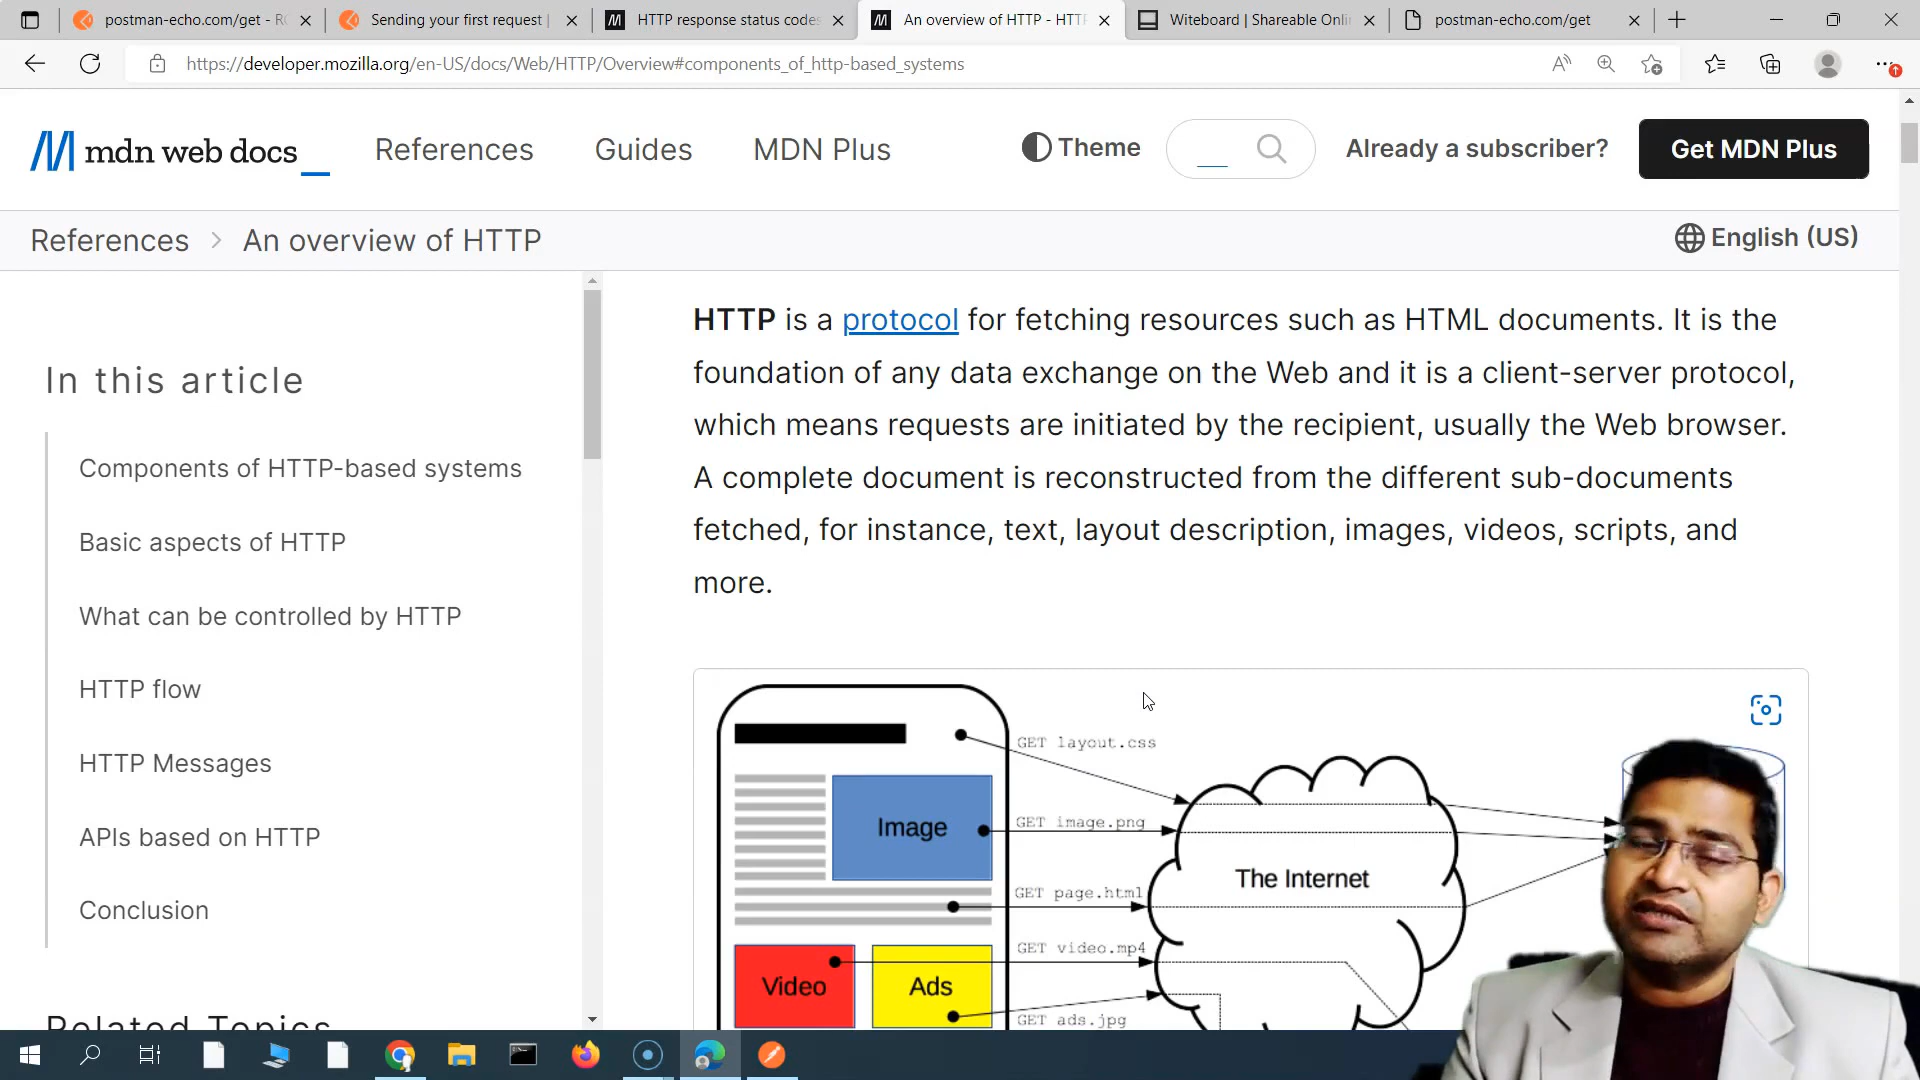 postman-echo.com/get - R
Sending your first request |
HTTP response status codes
An overview of HTTP - HTT
Witeboard | Shareable Onli
postman-echo.com/get
https://developer.mozilla.org/en-US/docs/Web/HTTP/Overview#components_of_http-based_systems
mdn web docs_
References
Guides
MDN Plus
Theme
Already a subscriber?
Get MDN Plus
References > An overview of HTTP
English (US)
In this article
Components of HTTP-based systems
Basic aspects of HTTP
What can be controlled by HTTP
HTTP flow
HTTP Messages
APIs based on HTTP
Conclusion
Related Topics
HTTP is a protocol for fetching resources such as HTML documents. It is the
foundation of any data exchange on the Web and it is a client-server protocol,
which means requests are initiated by the recipient, usually the Web browser.
A complete document is reconstructed from the different sub-documents
fetched, for instance, text, layout description, images, videos, scripts, and
more.
GET layout.css
Image
GET image.png
The Internet
GET page.html
GET video.mp4
Video
Ads
GET ads.jpg